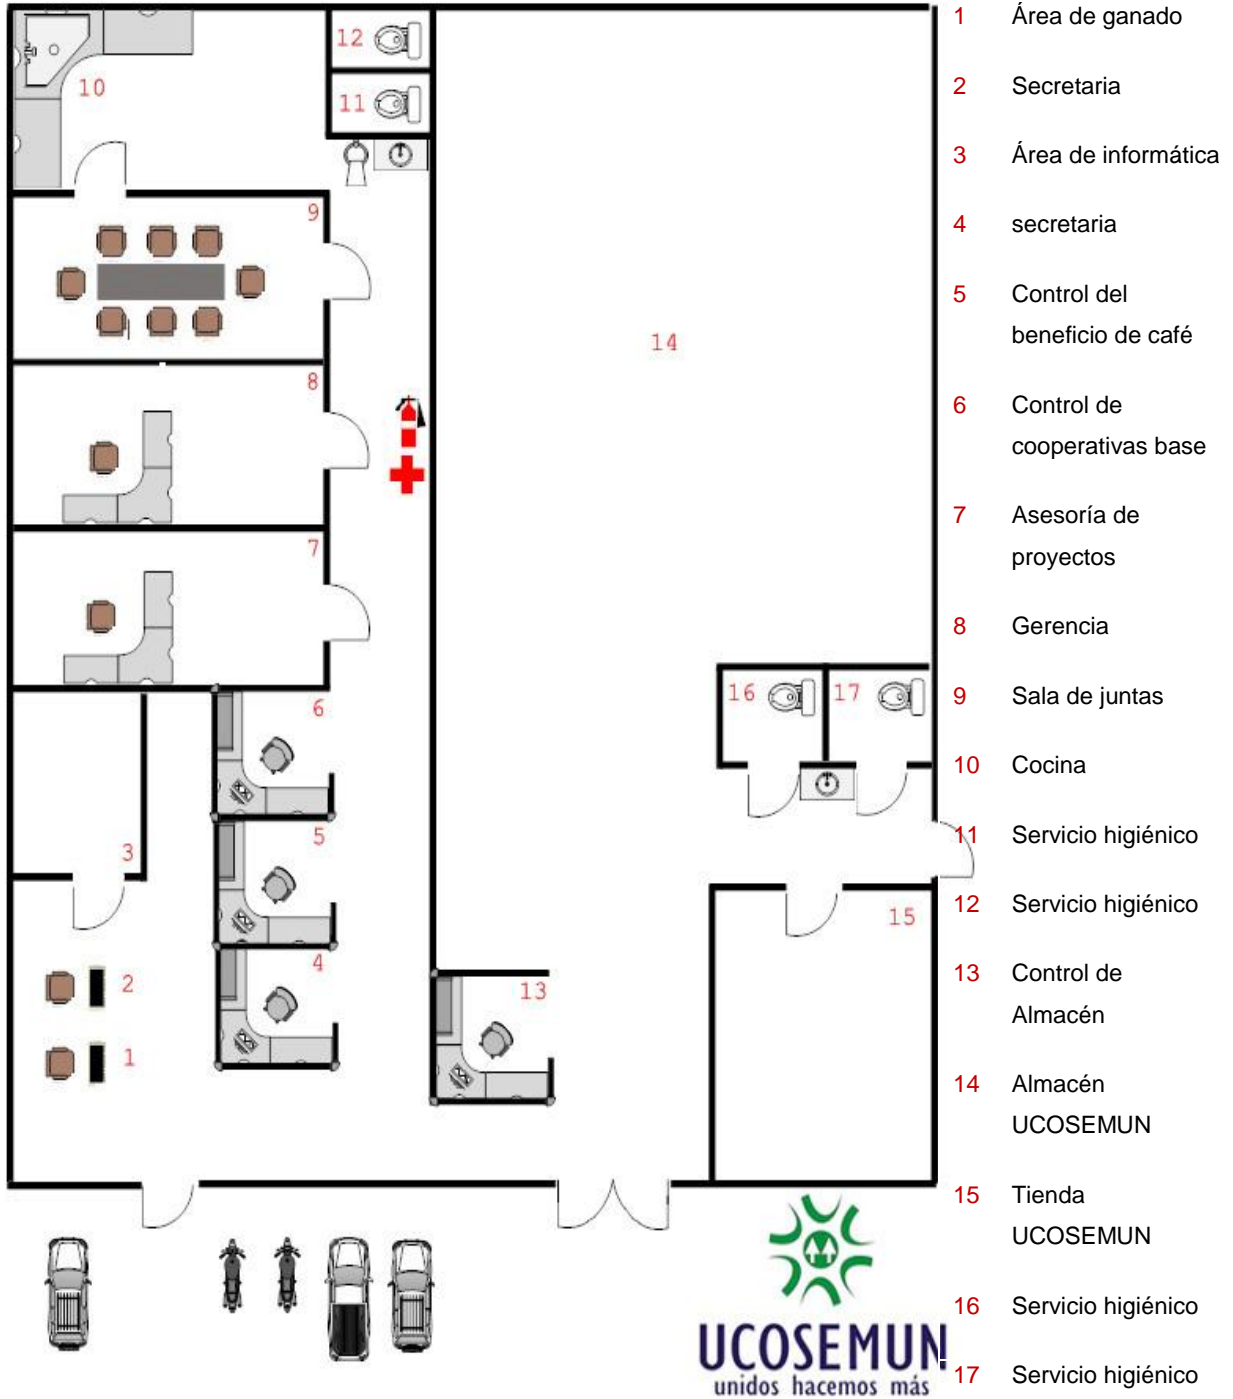 12
11
10
9
8
7
6
5
4
3
2
1
13
14
16
17
15
UCOSEMUN
unidos hacemos más
1 Área de ganado
2 Secretaria
3 Área de informática
4 secretaria
5 Control del
beneficio de café
6 Control de
cooperativas base
7 Asesoría de
proyectos
8 Gerencia
9 Sala de juntas
10 Cocina
11 Servicio higiénico
12 Servicio higiénico
13 Control de
Almacén
14 Almacén
UCOSEMUN
15 Tienda
UCOSEMUN
16 Servicio higiénico
17 Servicio higiénico